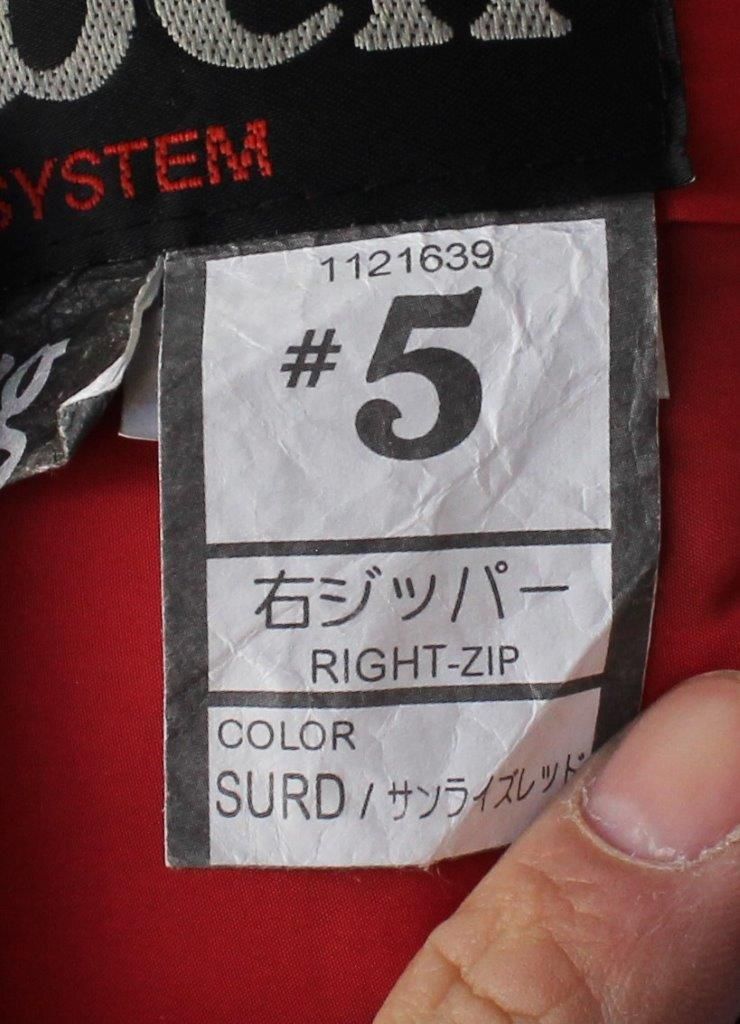 SYSTEM
1121639
#5
右ジッパー
RIGHT-ZIP
COLOR
SURD / サンライズレッド